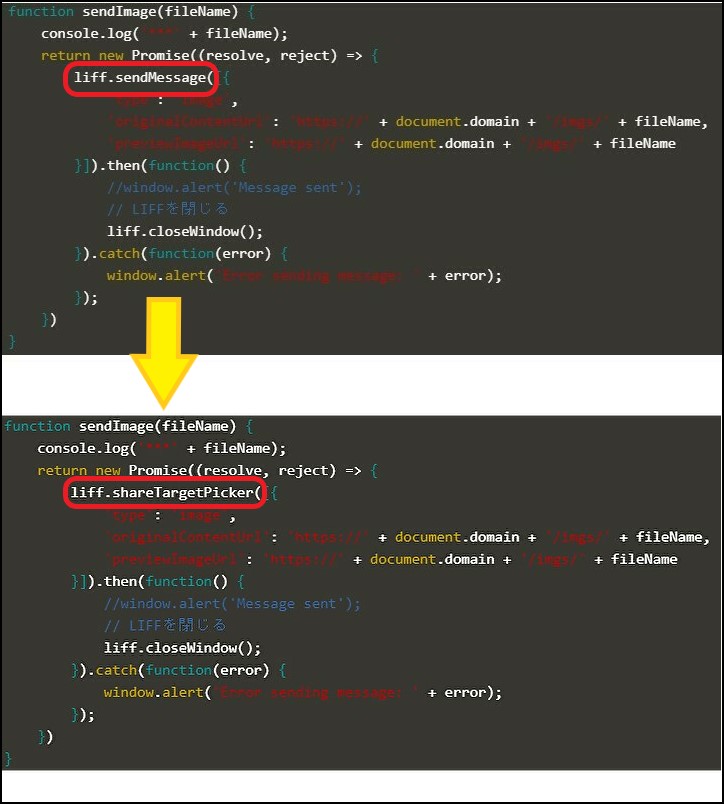 function sendImage(fileName) {
console.log('***' + fileName);
return new Promise((resolve, reject) => {
liff.sendMessage([{
'type': 'image',
'originalContentUrl': 'https://' + document.domain + '/imgs/' + fileName,
'previewImageUrl': 'https://' + document.domain + '/imgs/' + fileName
}]).then(function() {
//window.alert('Message sent');
// LIFFを閉じる
liff.closeWindow();
}).catch(function(error) {
window.alert('Error sending message: ' + error);
});
})
}
function sendImage(fileName) {
console.log('***' + fileName);
return new Promise((resolve, reject) => {
liff.shareTargetPicker([{
'type': 'image',
'originalContentUrl': 'https://' + document.domain + '/imgs/' + fileName,
'previewImageUrl': 'https://' + document.domain + '/imgs/' + fileName
}]).then(function() {
//window.alert('Message sent');
// LIFFを閉じる
liff.closeWindow();
}).catch(function(error) {
window.alert('Error sending message: ' + error);
});
})
}